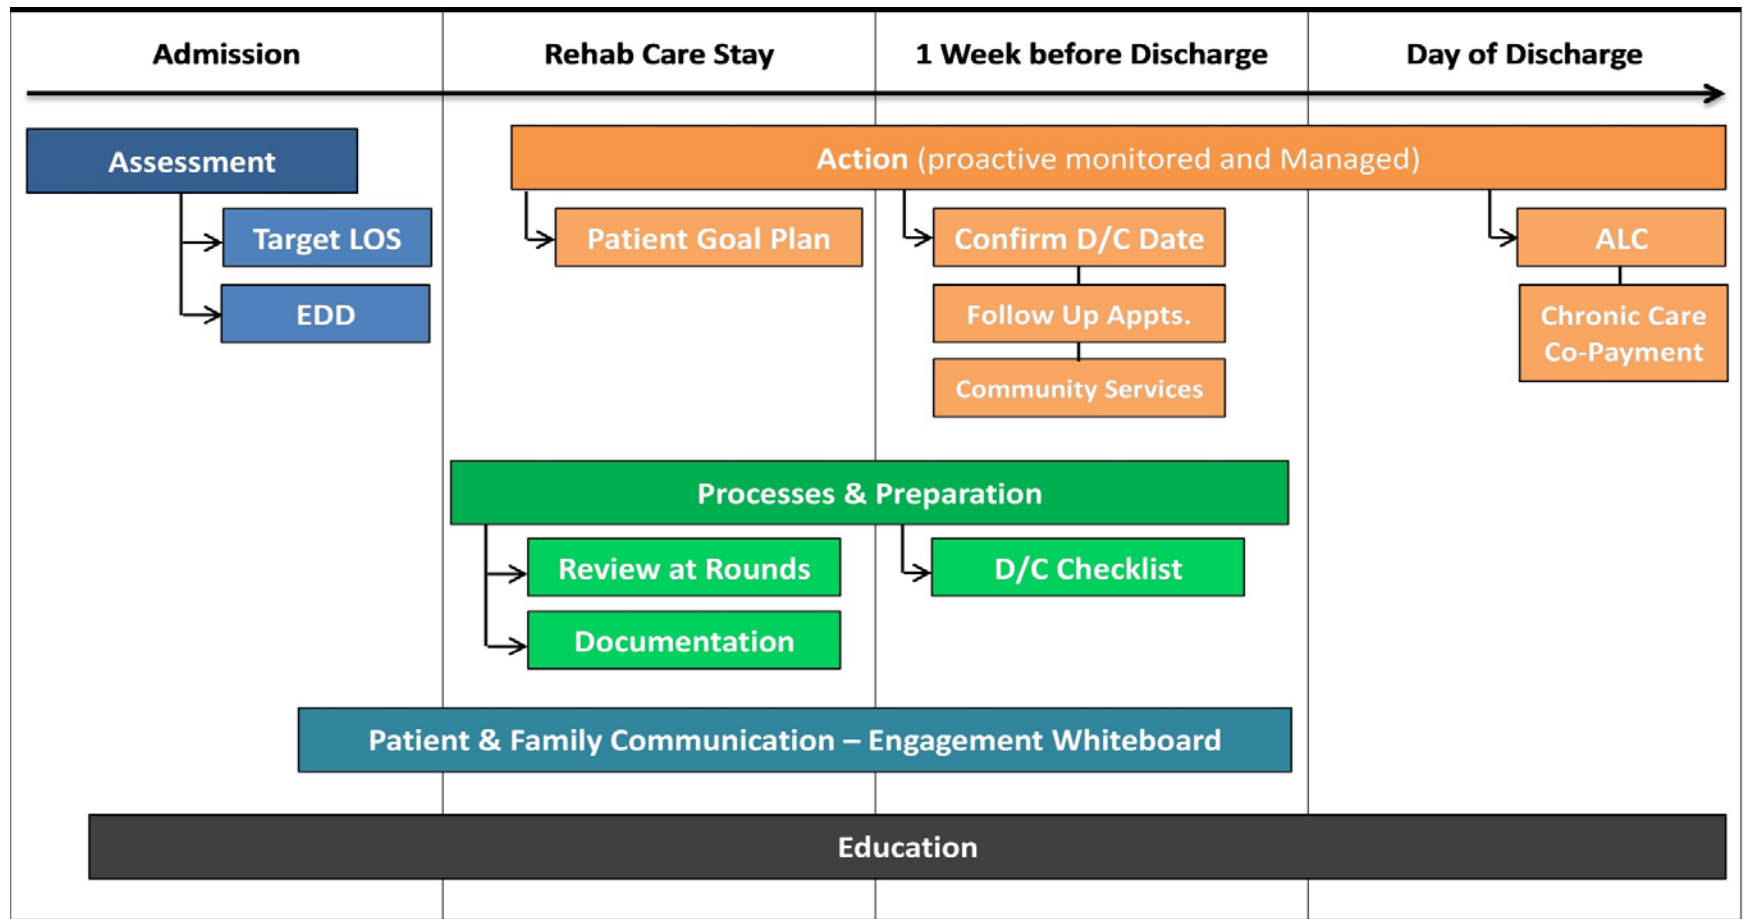 Admission
Rehab Care Stay
1 Week before Discharge
Day of Discharge
Assessment
Action (proactive monitored and Managed)
Target LOS
Patient Goal Plan
Confirm D/C Date
ALC
EDD
Follow Up Appts.
Chronic Care
Co-Payment
Community Services
Processes & Preparation
Review at Rounds
D/C Checklist
Documentation
Patient & Family Communication – Engagement Whiteboard
Education